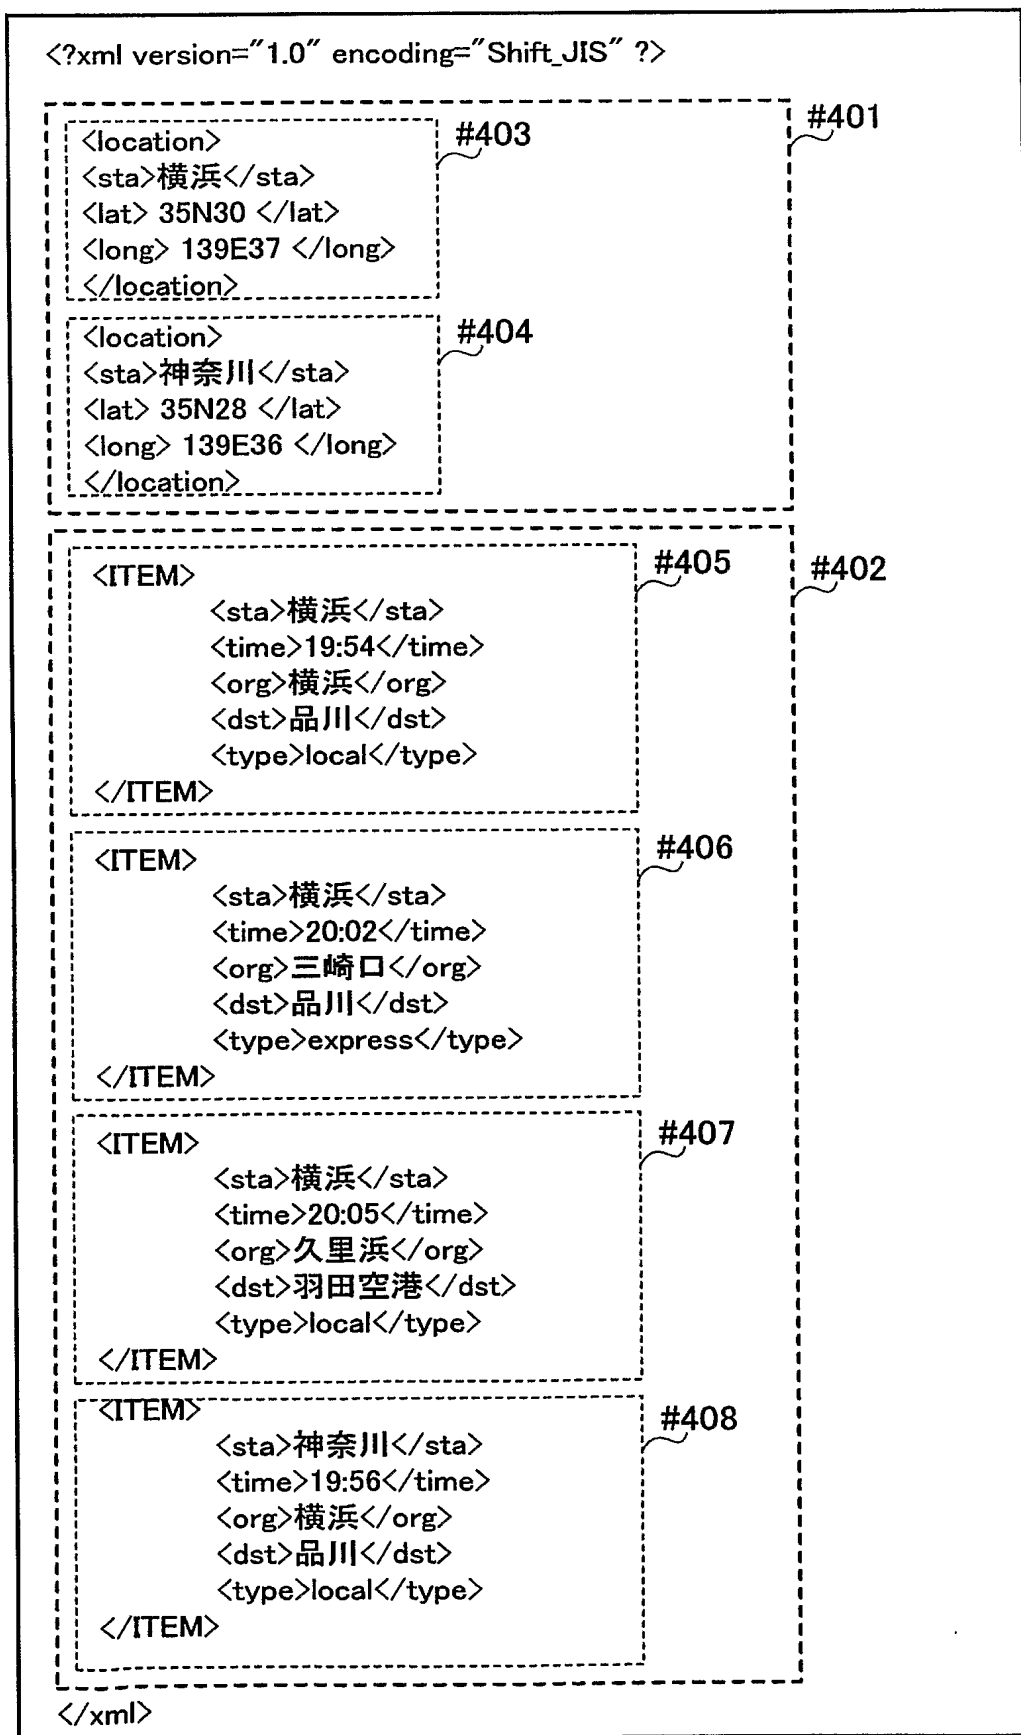 <?xml version="1.0" encoding="Shift_JIS" ?>
#401
#403
<location>
<sta>横浜</sta>
<lat> 35N30 </lat>
<long> 139E37 </long>
</location>
#404
<location>
<sta>神奈川</sta>
<lat> 35N28 </lat>
<long> 139E36 </long>
</location>
#402
#405
<ITEM>
<sta>横浜</sta>
<time>19:54</time>
<org>横浜</org>
<dst>品川</dst>
<type>local</type>
</ITEM>
#406
<ITEM>
<sta>横浜</sta>
<time>20:02</time>
<org>三崎口</org>
<dst>品川</dst>
<type>express</type>
</ITEM>
#407
<ITEM>
<sta>横浜</sta>
<time>20:05</time>
<org>久里浜</org>
<dst>羽田空港</dst>
<type>local</type>
</ITEM>
#408
<ITEM>
<sta>神奈川</sta>
<time>19:56</time>
<org>横浜</org>
<dst>品川</dst>
<type>local</type>
</ITEM>
</xml>